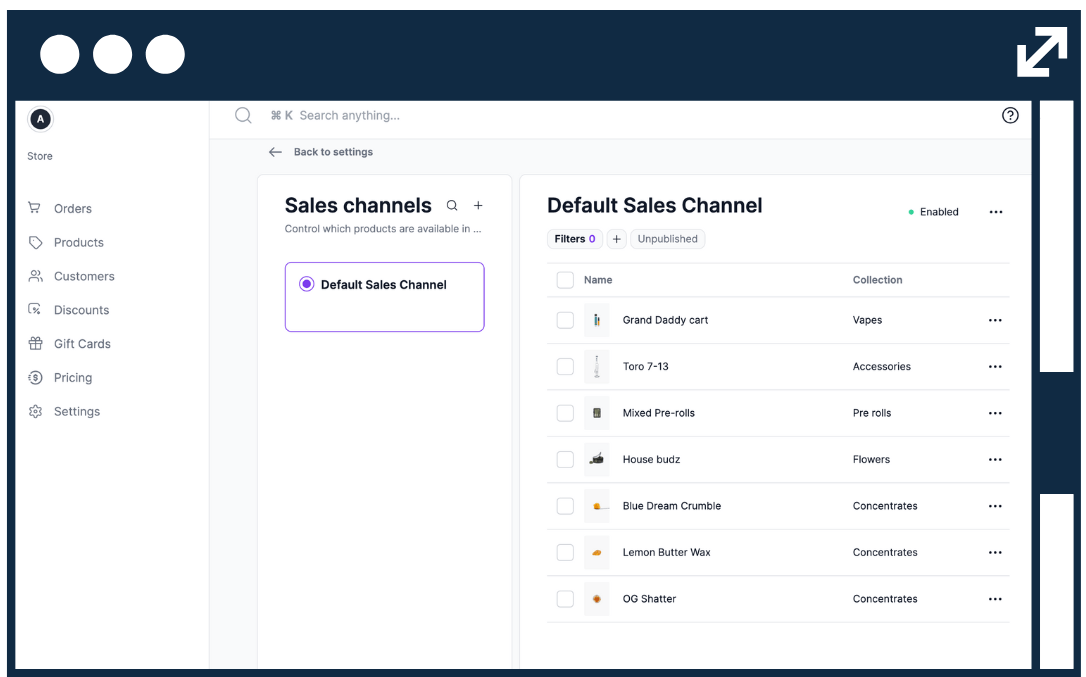 A
⌘ K Search anything...
?
Store
Back to settings
Orders
Products
Customers
Discounts
Gift Cards
Pricing
Settings
Sales channels
Control which products are available in ...
Default Sales Channel
Default Sales Channel
Enabled
Filters 0
+
Unpublished
Name Collection
Grand Daddy cart Vapes
Toro 7-13 Accessories
Mixed Pre-rolls Pre rolls
House budz Flowers
Blue Dream Crumble Concentrates
Lemon Butter Wax Concentrates
OG Shatter Concentrates